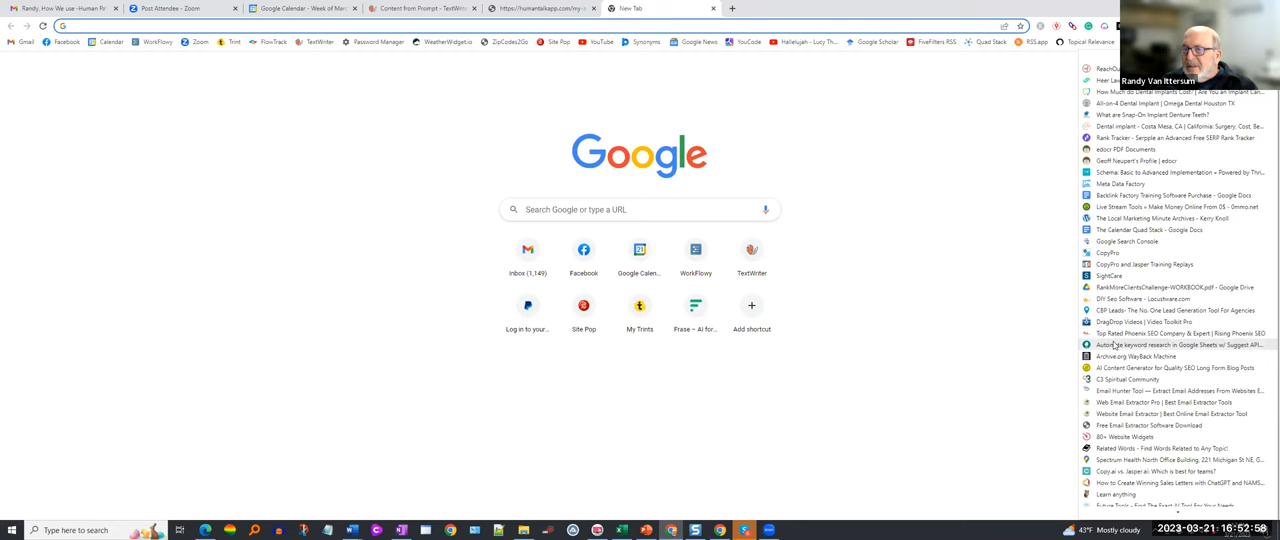 Randy, How We use -Human Pa
Post Attendee - Zoom
Google Calendar - Week of Marc
Content from Prompt - TextWriter
https://humantalkapp.com/my-a
New Tab
Gmail
Facebook
Calendar
WorkFlowy
Zoom
Trint
FlowTrack
TextWriter
Password Manager
WeatherWidget.io
ZipCodes2Go
Site Pop
YouTube
Synonyms
Google News
YouCode
Hallelujah - Lucy Th...
Google Scholar
FiveFilters RSS
Quad Stack
RSS.app
Topical Relevance
Randy Van Ittersum
Google
Search Google or type a URL
Inbox (1,149)
Facebook
Google Calen...
WorkFlowy
TextWriter
Log in to your...
Site Pop
My Trints
Frase – AI for...
Add shortcut
ReachOu
Heer Law
How Much do Dental Implants Cost? | Are You an Implant Can...
All-on-4 Dental Implant | Omega Dental Houston TX
What are Snap-On Implant Denture Teeth?
Dental implant - Costa Mesa, CA | California: Surgery, Cost, Be...
Rank Tracker - Serpple an Advanced Free SERP Rank Tracker
edocr PDF Documents
Geoff Neupert's Profile | edocr
Schema: Basic to Advanced Implementation « Powered by Thri...
Meta Data Factory
Backlink Factory Training Software Purchase - Google Docs
Live Stream Tools » Make Money Online From 0$ - 0mmo.net
The Local Marketing Minute Archives - Kerry Knoll
The Calendar Quad Stack - Google Docs
Google Search Console
CopyPro
CopyPro and Jasper Training Replays
SightCare
RankMoreClientsChallenge-WORKBOOK.pdf - Google Drive
DIY Seo Software - Locustware.com
CBP Leads- The No. One Lead Generation Tool For Agencies
DragDrop Videos | Video Toolkit Pro
Top Rated Phoenix SEO Company & Expert | Rising Phoenix SEO
Automate keyword research in Google Sheets w/ Suggest API...
Archive.org WayBack Machine
AI Content Generator for Quality SEO Long Form Blog Posts
C3 Spiritual Community
Email Hunter Tool — Extract Email Addresses From Websites E...
Web Email Extractor Pro | Best Email Extractor Tools
Website Email Extractor | Best Online Email Extractor Tool
Free Email Extractor Software Download
80+ Website Widgets
Related Words - Find Words Related to Any Topic!
Spectrum Health North Office Building, 221 Michigan St NE, G...
Copy.ai vs. Jasper.ai: Which is best for teams?
How to Create Winning Sales Letters with ChatGPT and NAMS...
Learn anything
Future Tools - Find The Exact AI Tool For Your Needs
Type here to search
43°F Mostly cloudy
2023-03-21 16:52:58